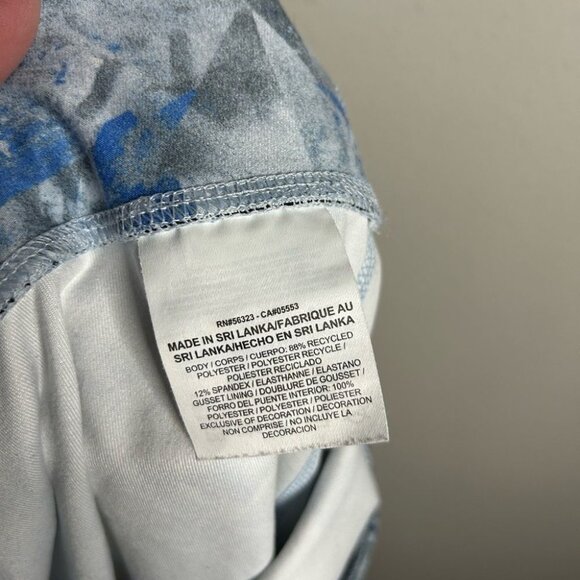 RN#56323 - CA#05553
MADE IN SRI LANKA/FABRIQUE AU
SRI LANKA/HECHO EN SRI LANKA
BODY / CORPS / CUERPO: 88% RECYCLED
POLYESTER / POLYESTER RECYCLE /
POLIESTER RECICLADO
12% SPANDEX / ELASTHANNE / ELASTANO
GUSSET LINING / DOUBLURE DE GOUSSET /
FORRO DEL PUENTE INTERIOR: 100%
POLYESTER / POLYESTER / POLIESTER
EXCLUSIVE OF DECORATION / DECORATION
NON COMPRISE / NO INCLUYE LA
DECORACION